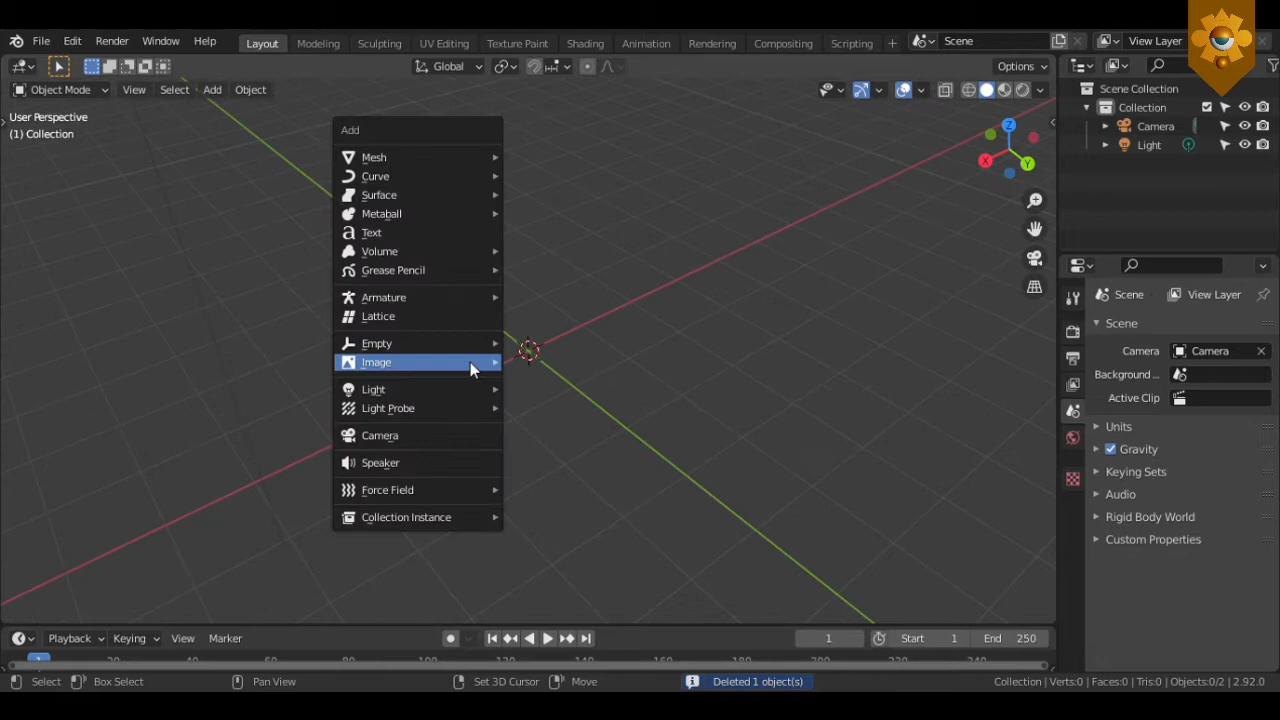 File Edit Render Window Help Layout Modeling Sculpting UV Editing Texture Paint Shading Animation Rendering Compositing Scripting + Scene View Layer
Global Options
Object Mode View Select Add Object
User Perspective
(1) Collection
Add
Mesh
Curve
Surface
Metaball
Text
Volume
Grease Pencil
Armature
Lattice
Empty
Image
Light
Light Probe
Camera
Speaker
Force Field
Collection Instance
Z
X
Y
Scene Collection
Collection
Camera
Light
Scene View Layer
Scene
Camera Camera
Background ...
Active Clip
Units
Gravity
Keying Sets
Audio
Rigid Body World
Custom Properties
Playback Keying View Marker 1 Start 1 End 250
Select Box Select Pan View Set 3D Cursor Move Deleted 1 object(s) Collection | Verts:0 | Faces:0 | Tris:0 | Objects:0/2 | 2.92.0